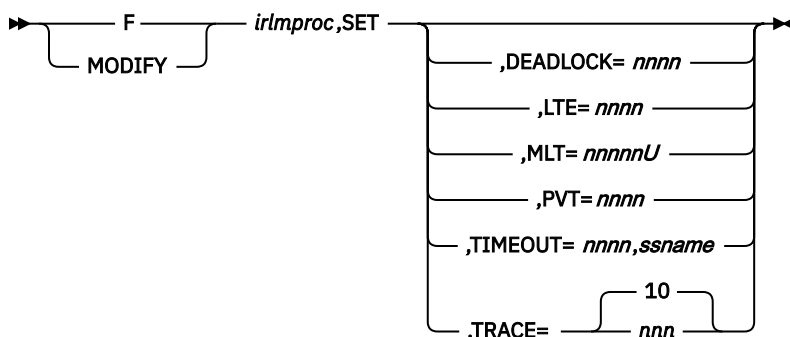 F irlmproc,SET
MODIFY
,DEADLOCK= nnnn
,LTE= nnnn
,MLT= nnnnnU
,PVT= nnnn
,TIMEOUT= nnnn,ssname
10
,TRACE= nnn